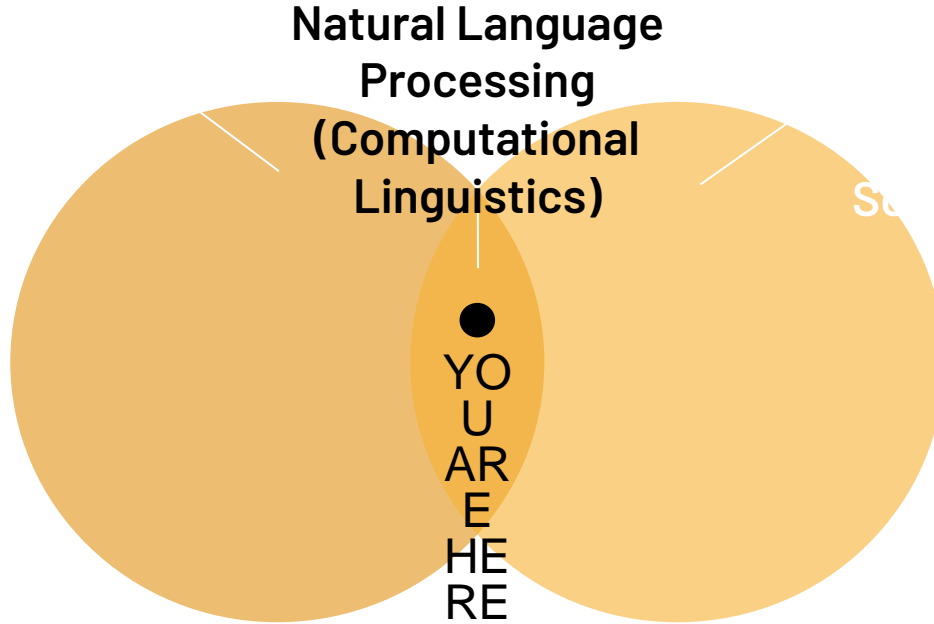 Natural Language
Processing
(Computational
Linguistics)
YO
U
AR
E
HE
RE